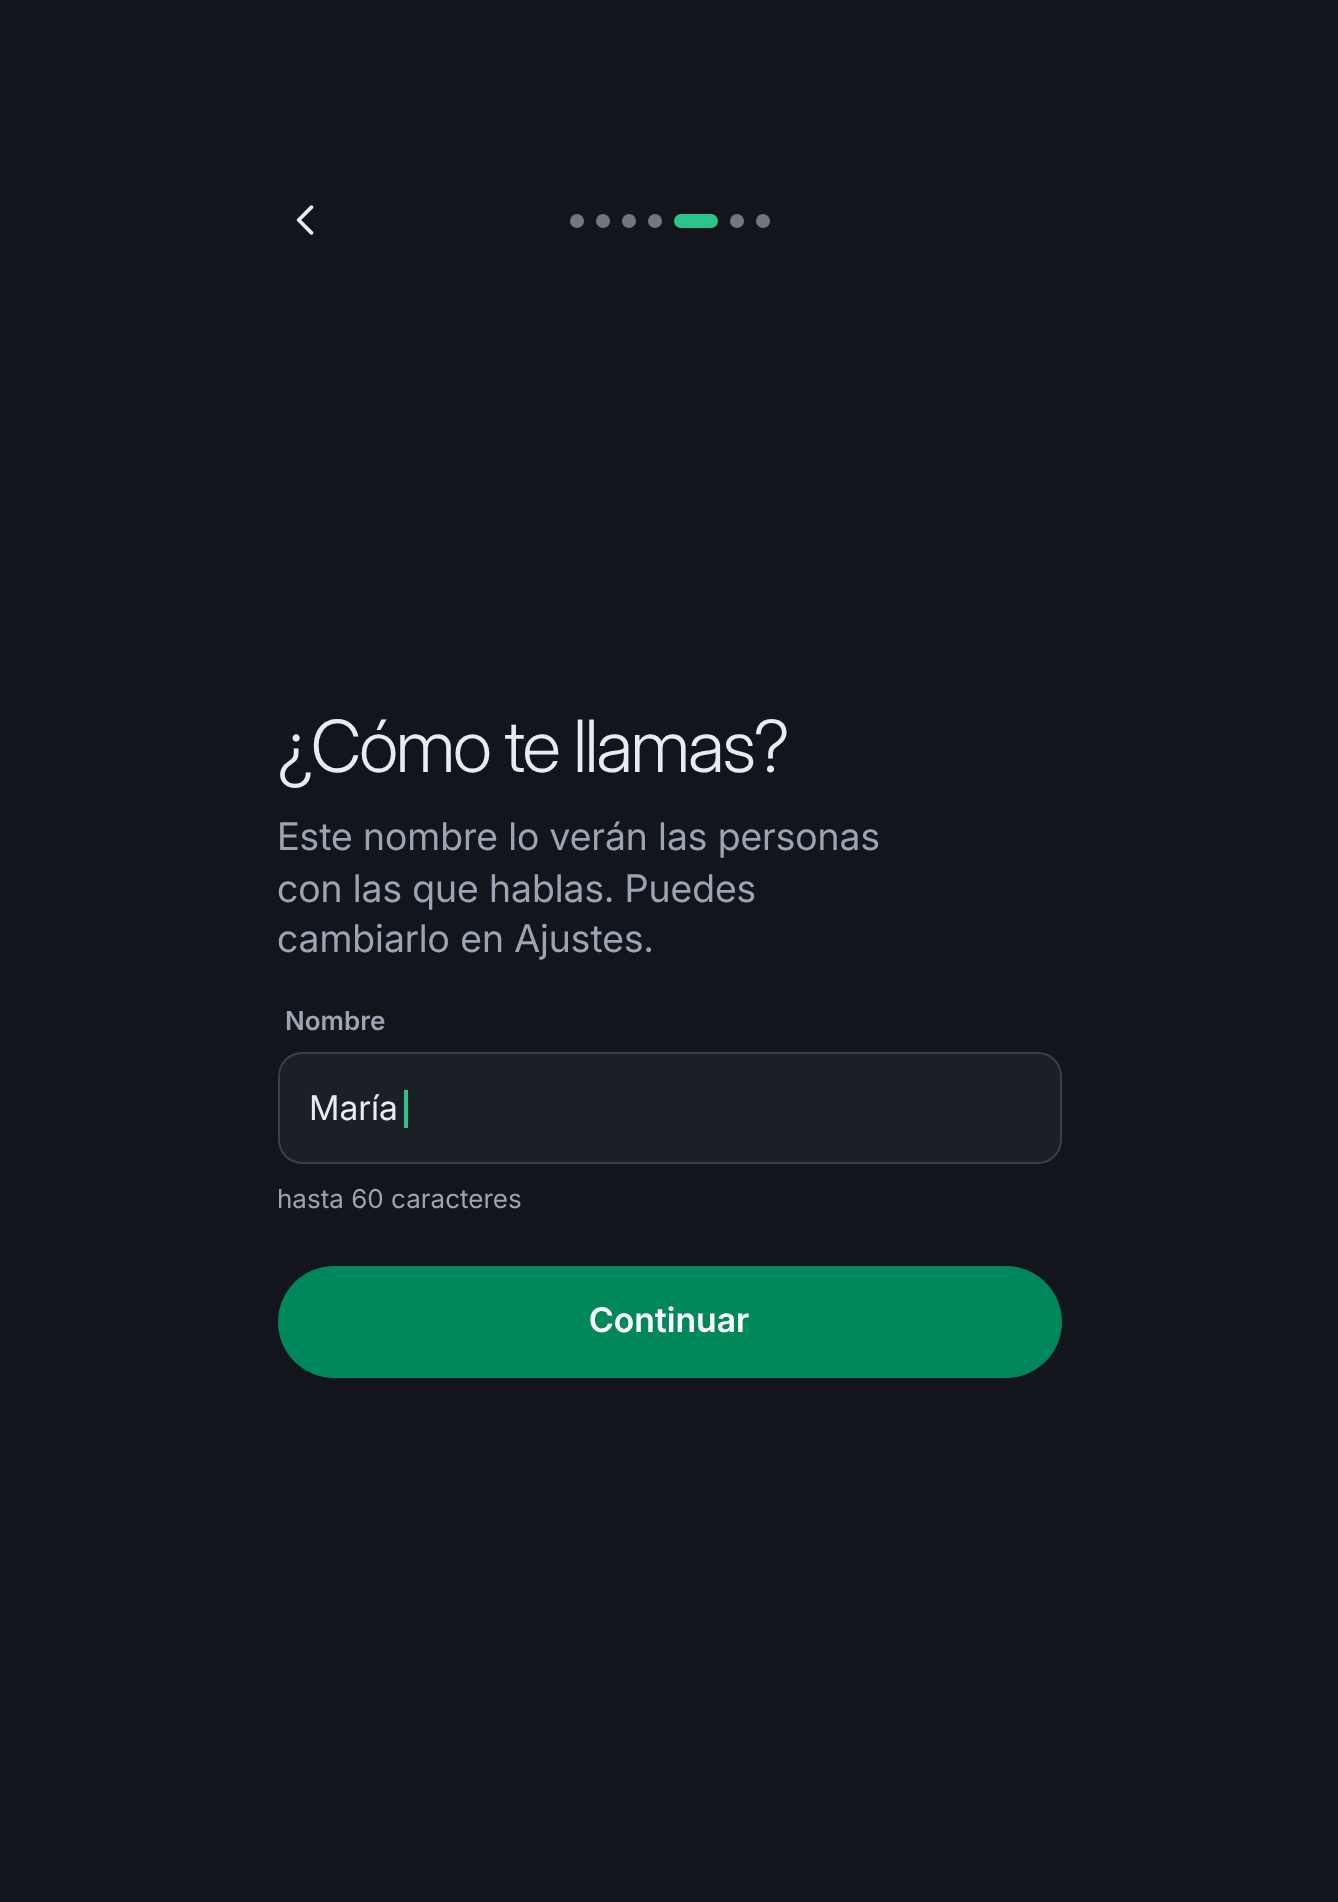 ¿Cómo te llamas?
Este nombre lo verán las personas
con las que hablas. Puedes
cambiarlo en Ajustes.
Nombre
María
hasta 60 caracteres
Continuar